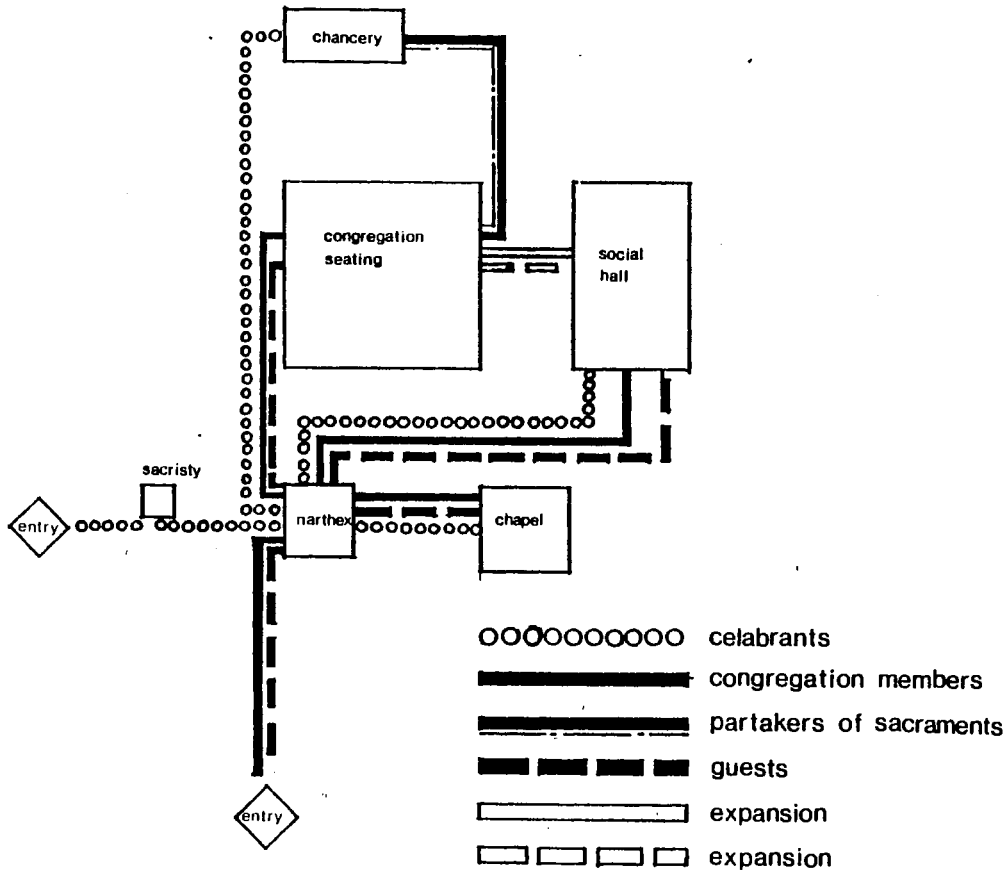 chancery
congregation
seating
social
hall
sacristy
entry
narthex
chapel
entry
celabrants
congregation members
partakers of sacraments
guests
expansion
expansion